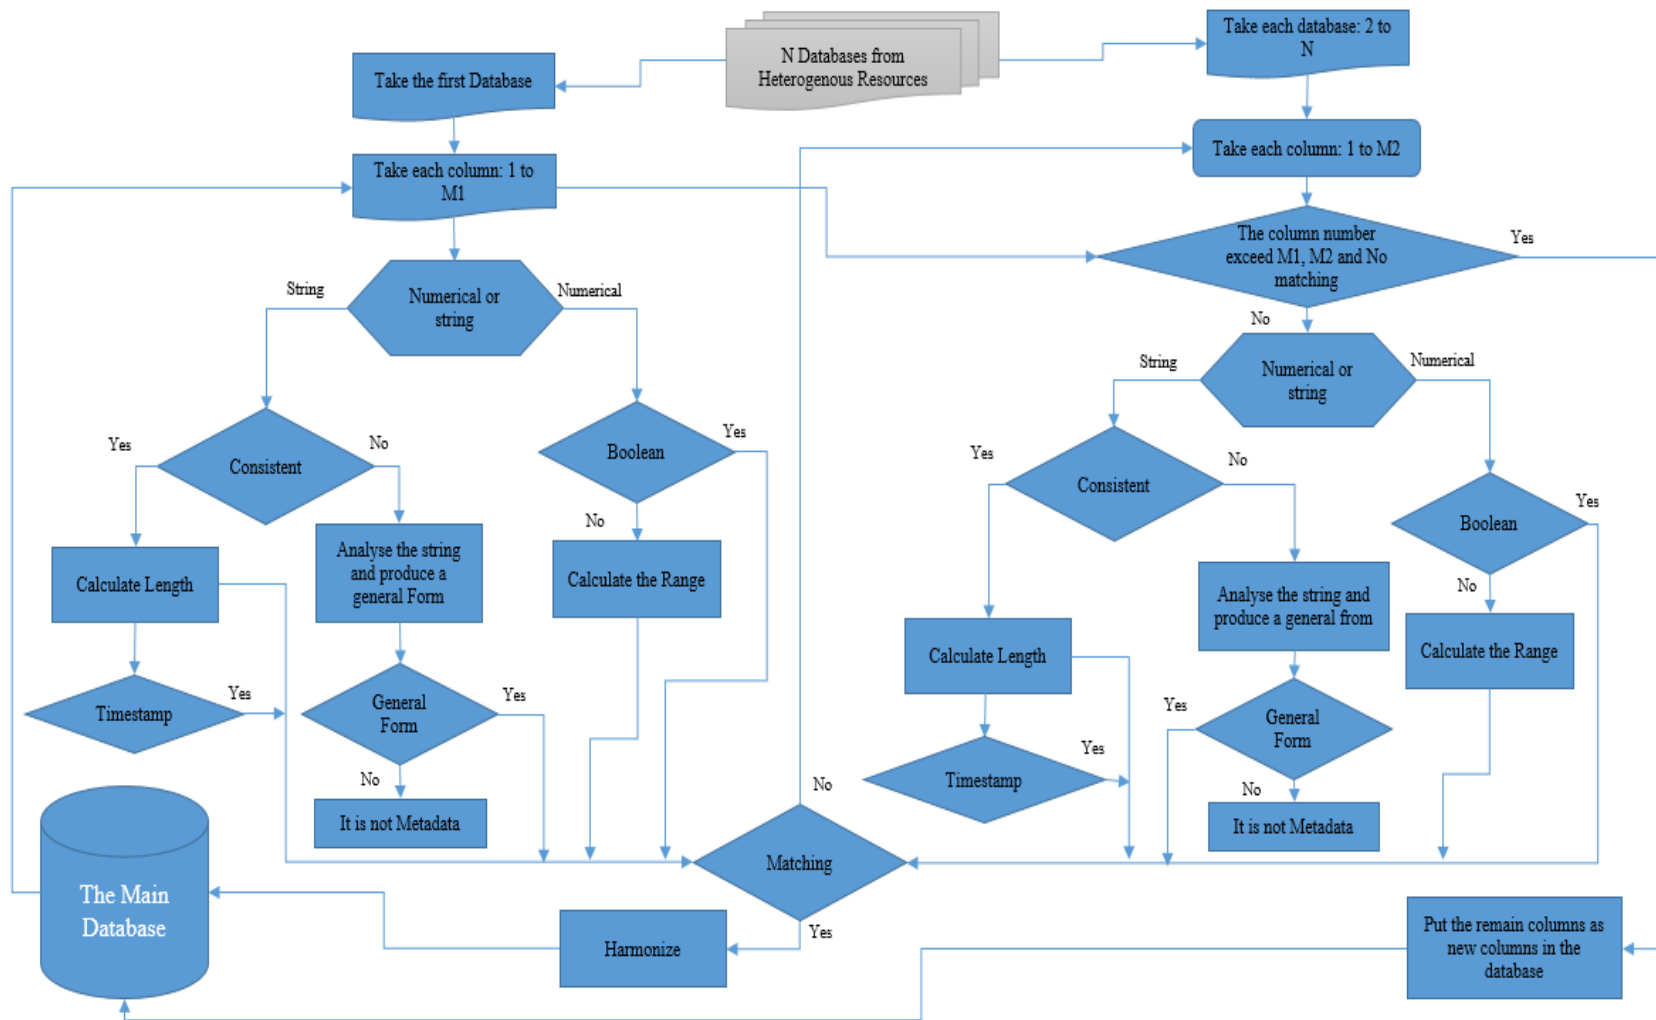 N Databases from
Heterogenous Resources
Take the first Database
Take each column: 1 to
M1
Numerical or
string
String
Numerical
Consistent
Yes
No
Boolean
Yes
No
Calculate Length
Analyse the string
and produce a
general Form
Calculate the Range
Timestamp
Yes
General
Form
Yes
No
It is not Metadata
Take each database: 2 to
N
Take each column: 1 to M2
The column number
exceed M1, M2 and No
matching
Yes
No
Numerical or
string
String
Numerical
Consistent
Yes
No
Boolean
Yes
No
Calculate Length
Analyse the string and
produce a general from
Calculate the Range
Timestamp
Yes
General
Form
Yes
No
It is not Metadata
Matching
No
Yes
Harmonize
The Main
Database
Put the remain columns as
new columns in the
database